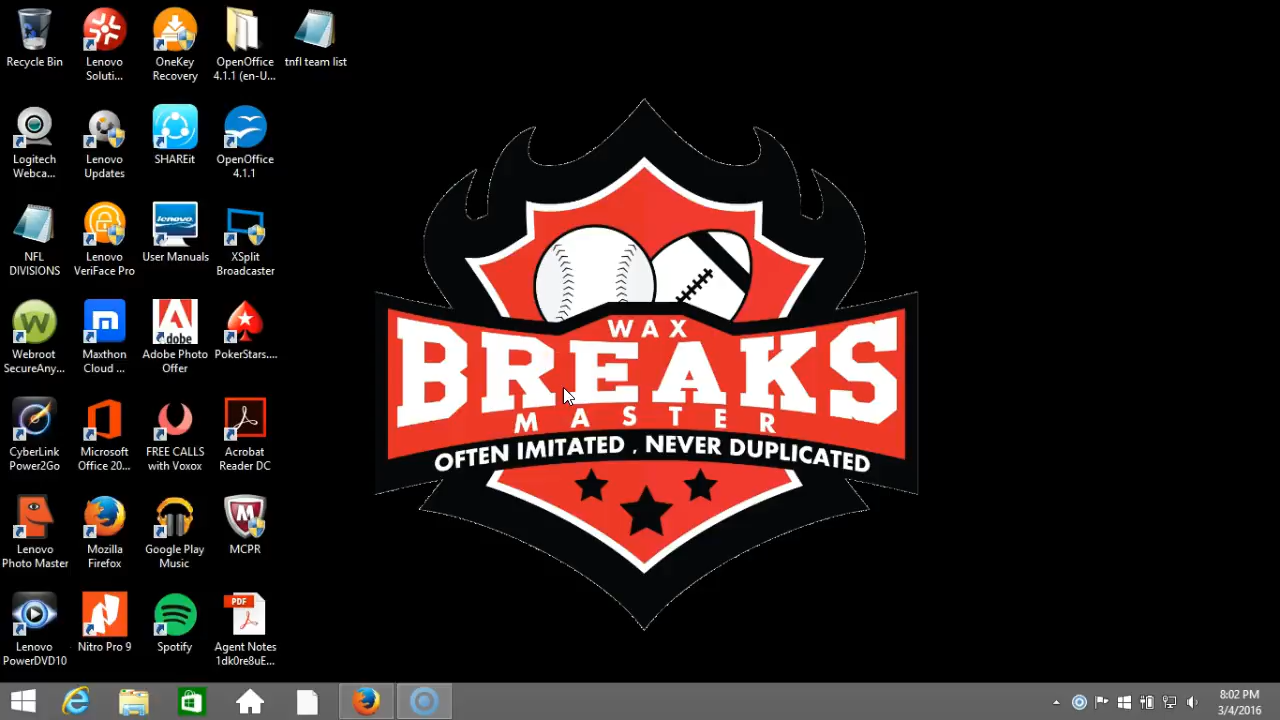 Recycle Bin
Lenovo
Soluti...
OneKey
Recovery
OpenOffice
4.1.1 (en-U...
tnfl team list
Logitech
Webca...
Lenovo
Updates
SHAREit
OpenOffice
4.1.1
NFL
DIVISIONS
Lenovo
VeriFace Pro
lenovo
User Manuals
XSplit
Broadcaster
W
Webroot
SecureAny...
m
Maxthon
Cloud ...
Adobe
Adobe Photo
Offer
PokerStars....
CyberLink
Power2Go
Microsoft
Office 20...
FREE CALLS
with Voxox
Acrobat
Reader DC
Lenovo
Photo Master
Mozilla
Firefox
Google Play
Music
MCPR
Lenovo
PowerDVD10
Nitro Pro 9
Spotify
PDF
Agent Notes
1dk0re8uE...
WAX
BREAKS
MASTER
OFTEN IMITATED , NEVER DUPLICATED
8:02 PM
3/4/2016